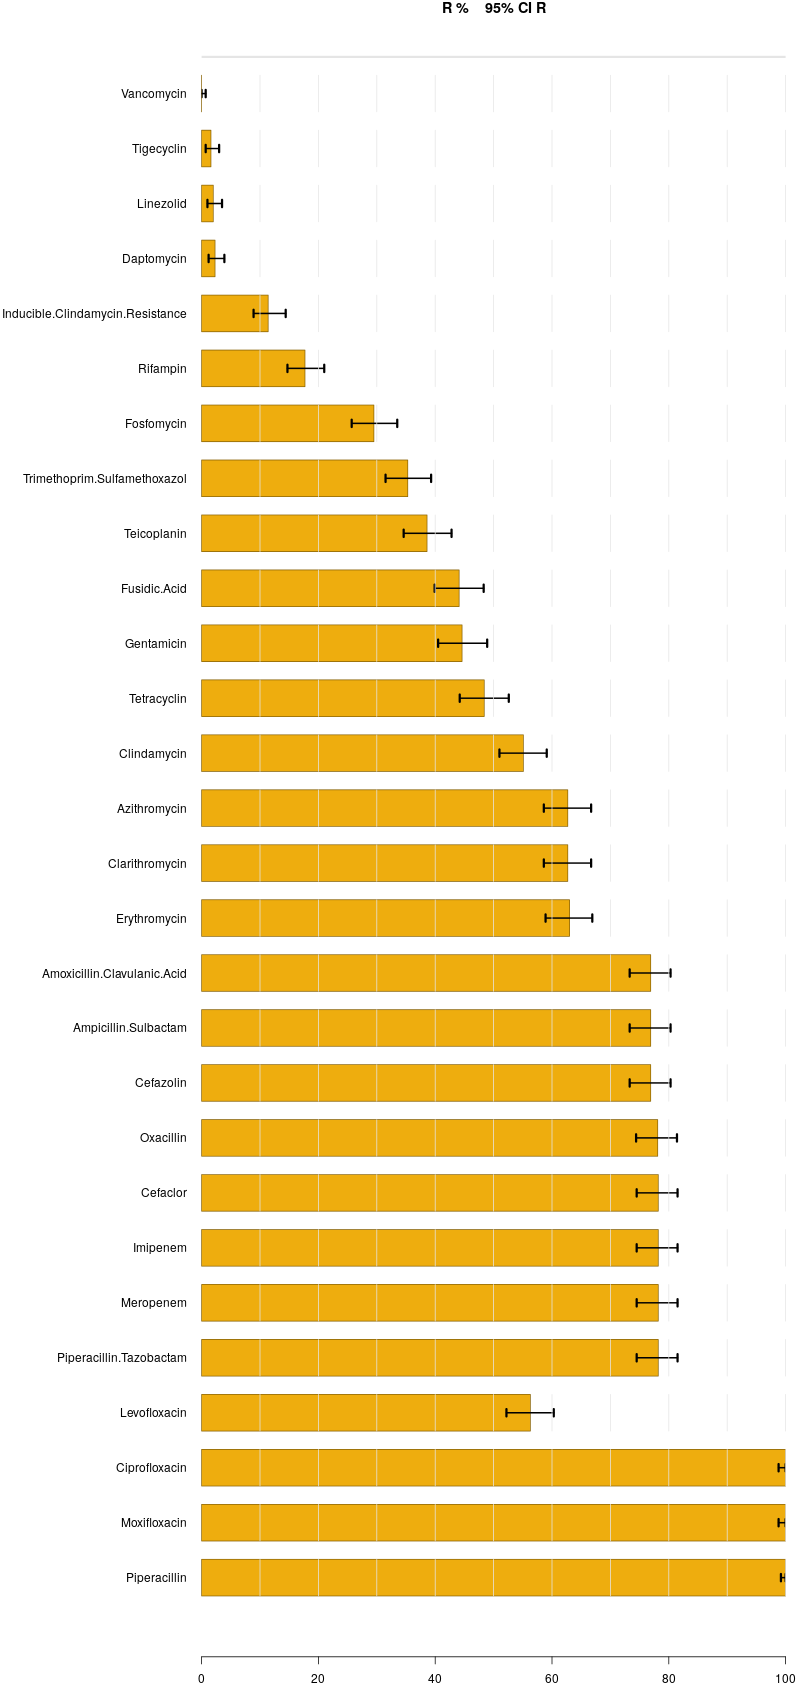 R %    95% CI R
Vancomycin
Tigecyclin
Linezolid
Daptomycin
Inducible.Clindamycin.Resistance
Rifampin
Fosfomycin
Trimethoprim.Sulfamethoxazol
Teicoplanin
Fusidic.Acid
Gentamicin
Tetracyclin
Clindamycin
Azithromycin
Clarithromycin
Erythromycin
Amoxicillin.Clavulanic.Acid
Ampicillin.Sulbactam
Cefazolin
Oxacillin
Cefaclor
Imipenem
Meropenem
Piperacillin.Tazobactam
Levofloxacin
Ciprofloxacin
Moxifloxacin
Piperacillin
0 20 40 60 80 100